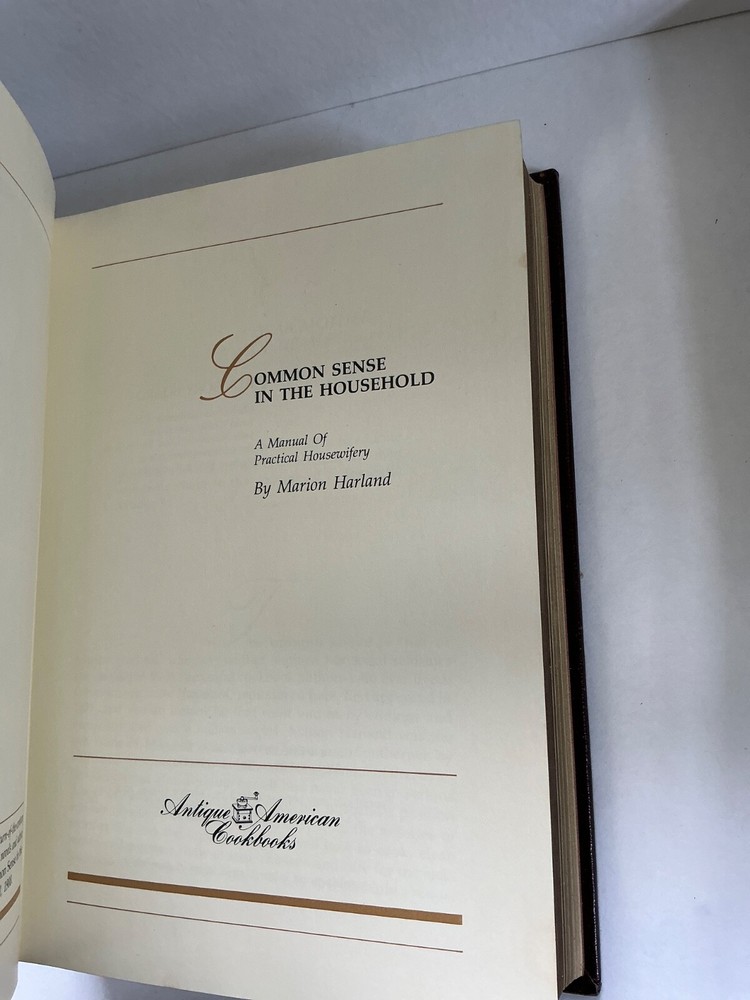 COMMON SENSE
IN THE HOUSEHOLD
A Manual Of
Practical Housewifery
By Marion Harland
Antique American
Cookbooks